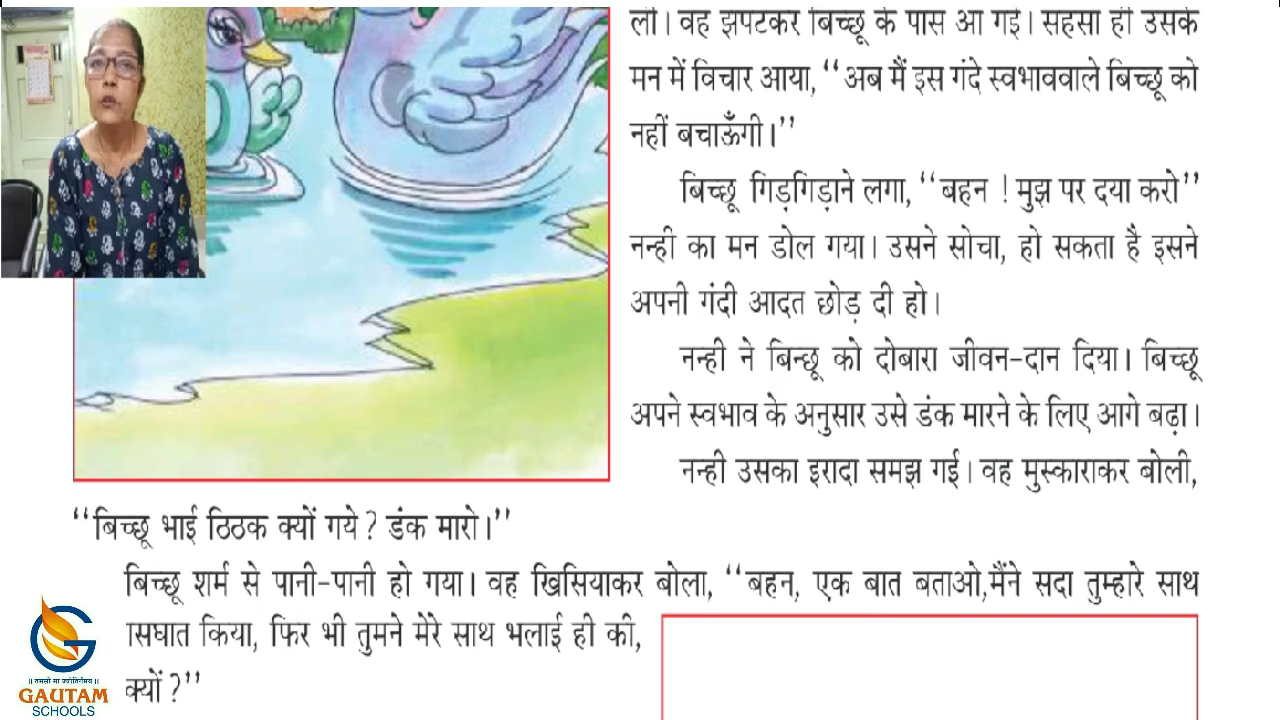 ली। वह झपटकर बिच्छू के पास आ गई। सहसा ही उसके
मन में विचार आया, ‘‘अब मैं इस गंदे स्वभाववाले बिच्छू को
नहीं बचाऊँगी।’’
बिच्छू गिड़गिड़ाने लगा, ‘‘बहन ! मुझ पर दया करो’’
नन्ही का मन डोल गया। उसने सोचा, हो सकता है इसने
अपनी गंदी आदत छोड़ दी हो।
नन्ही ने बिन्छू को दोबारा जीवन-दान दिया। बिच्छू
अपने स्वभाव के अनुसार उसे डंक मारने के लिए आगे बढ़ा।
नन्ही उसका इरादा समझ गई। वह मुस्काराकर बोली,
‘‘बिच्छू भाई ठिठक क्यों गये? डंक मारो।’’
बिच्छू शर्म से पानी-पानी हो गया। वह खिसियाकर बोला, ‘‘बहन, एक बात बताओ,मैंने सदा तुम्हारे साथ
ासघात किया, फिर भी तुमने मेरे साथ भलाई ही की,
क्यों?’’
॥ तमसो मा ज्योतिर्गमय॥
GAUTAM
SCHOOLS